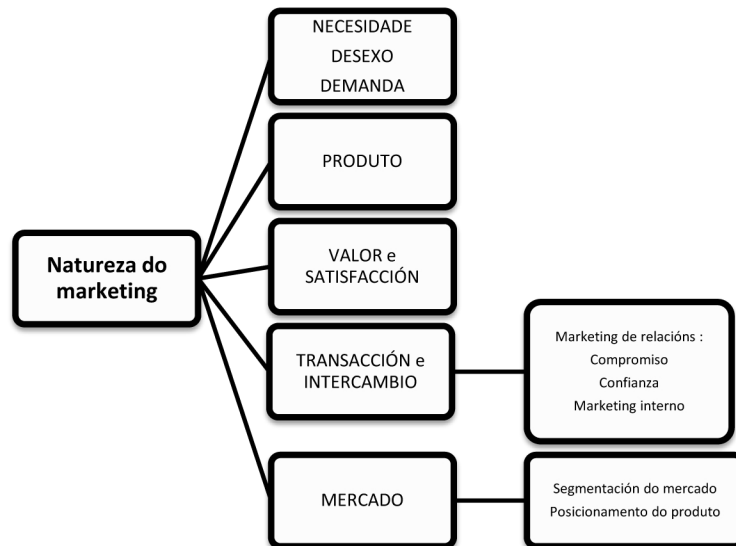 Natureza do
marketing
NECESIDADE
DESEXO
DEMANDA
PRODUTO
VALOR e
SATISFACCIÓN
TRANSACCIÓN e
INTERCAMBIO
Marketing de relacións :
Compromiso
Confianza
Marketing interno
MERCADO
Segmentación do mercado
Posicionamento do produto